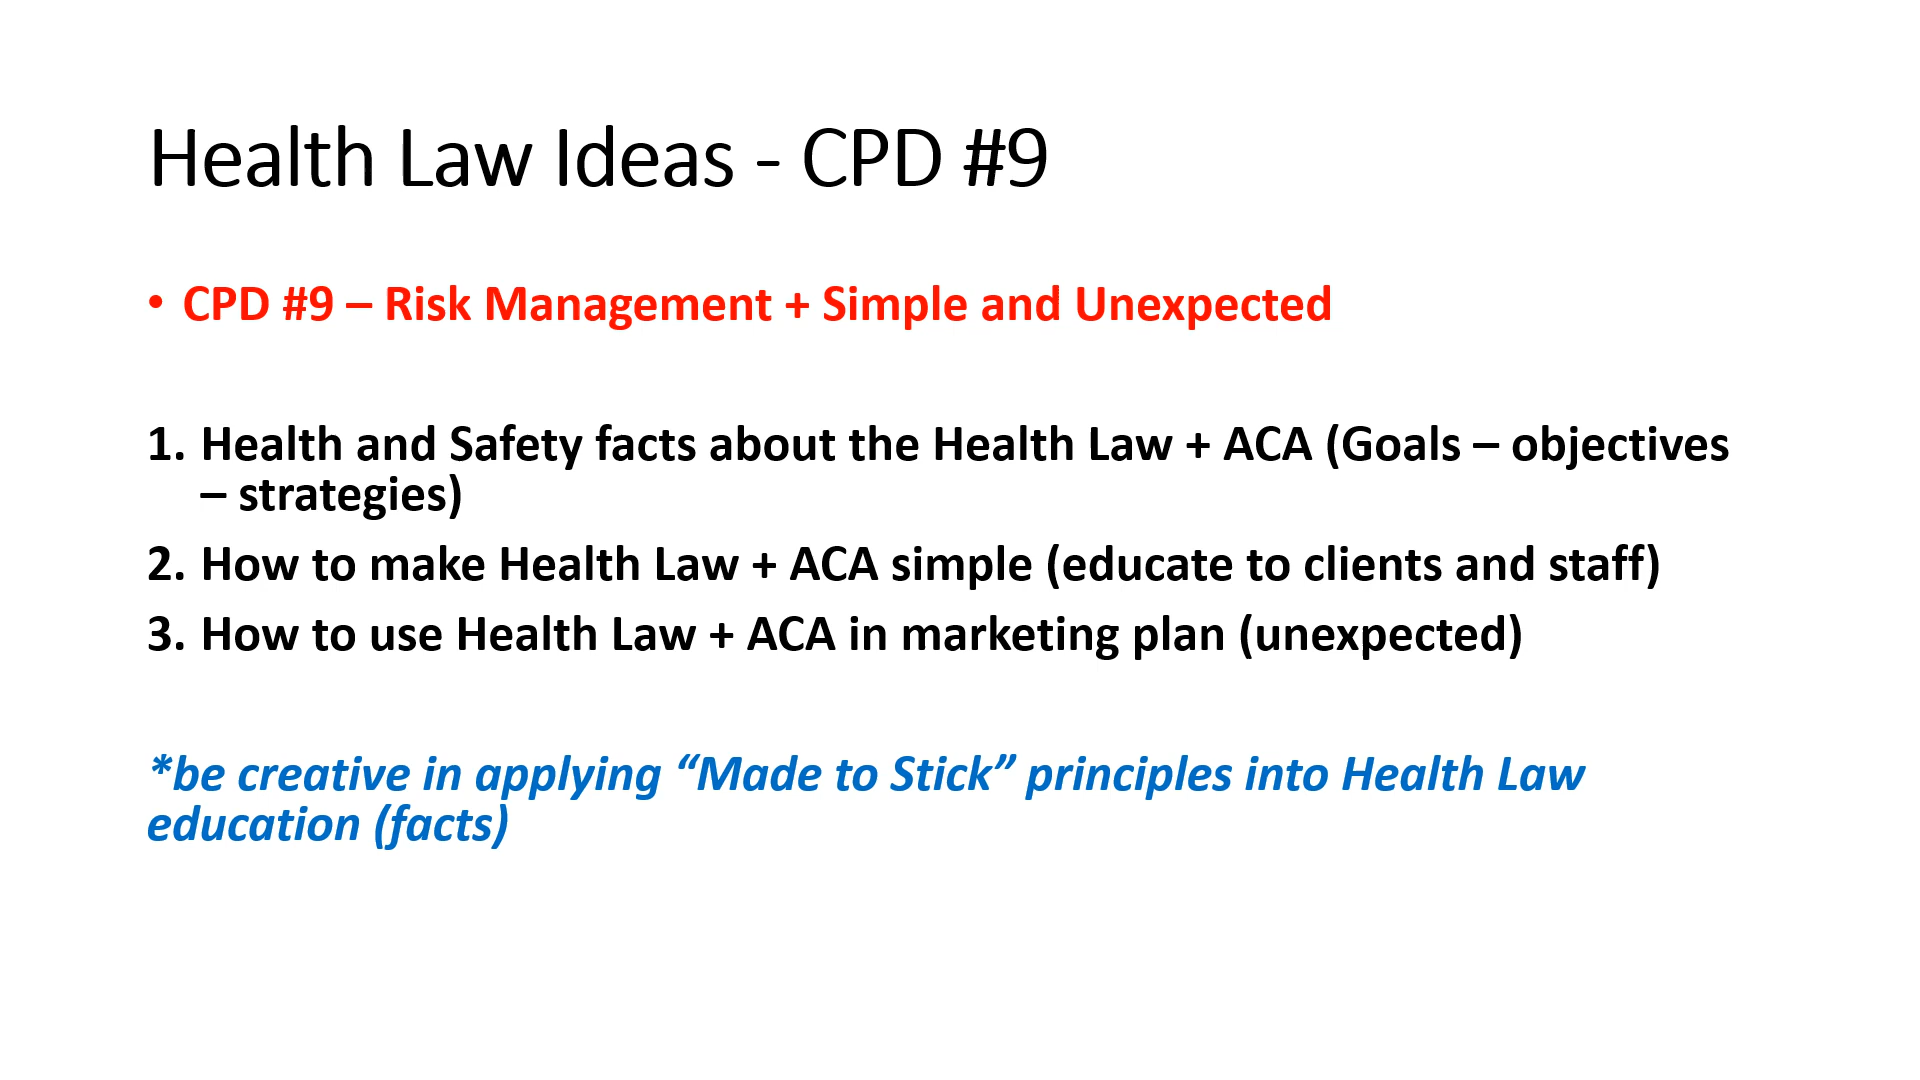 Health Law Ideas - CPD #9
• CPD #9 – Risk Management + Simple and Unexpected
1. Health and Safety facts about the Health Law + ACA (Goals – objectives
– strategies)
2. How to make Health Law + ACA simple (educate to clients and staff)
3. How to use Health Law + ACA in marketing plan (unexpected)
*be creative in applying “Made to Stick” principles into Health Law
education (facts)